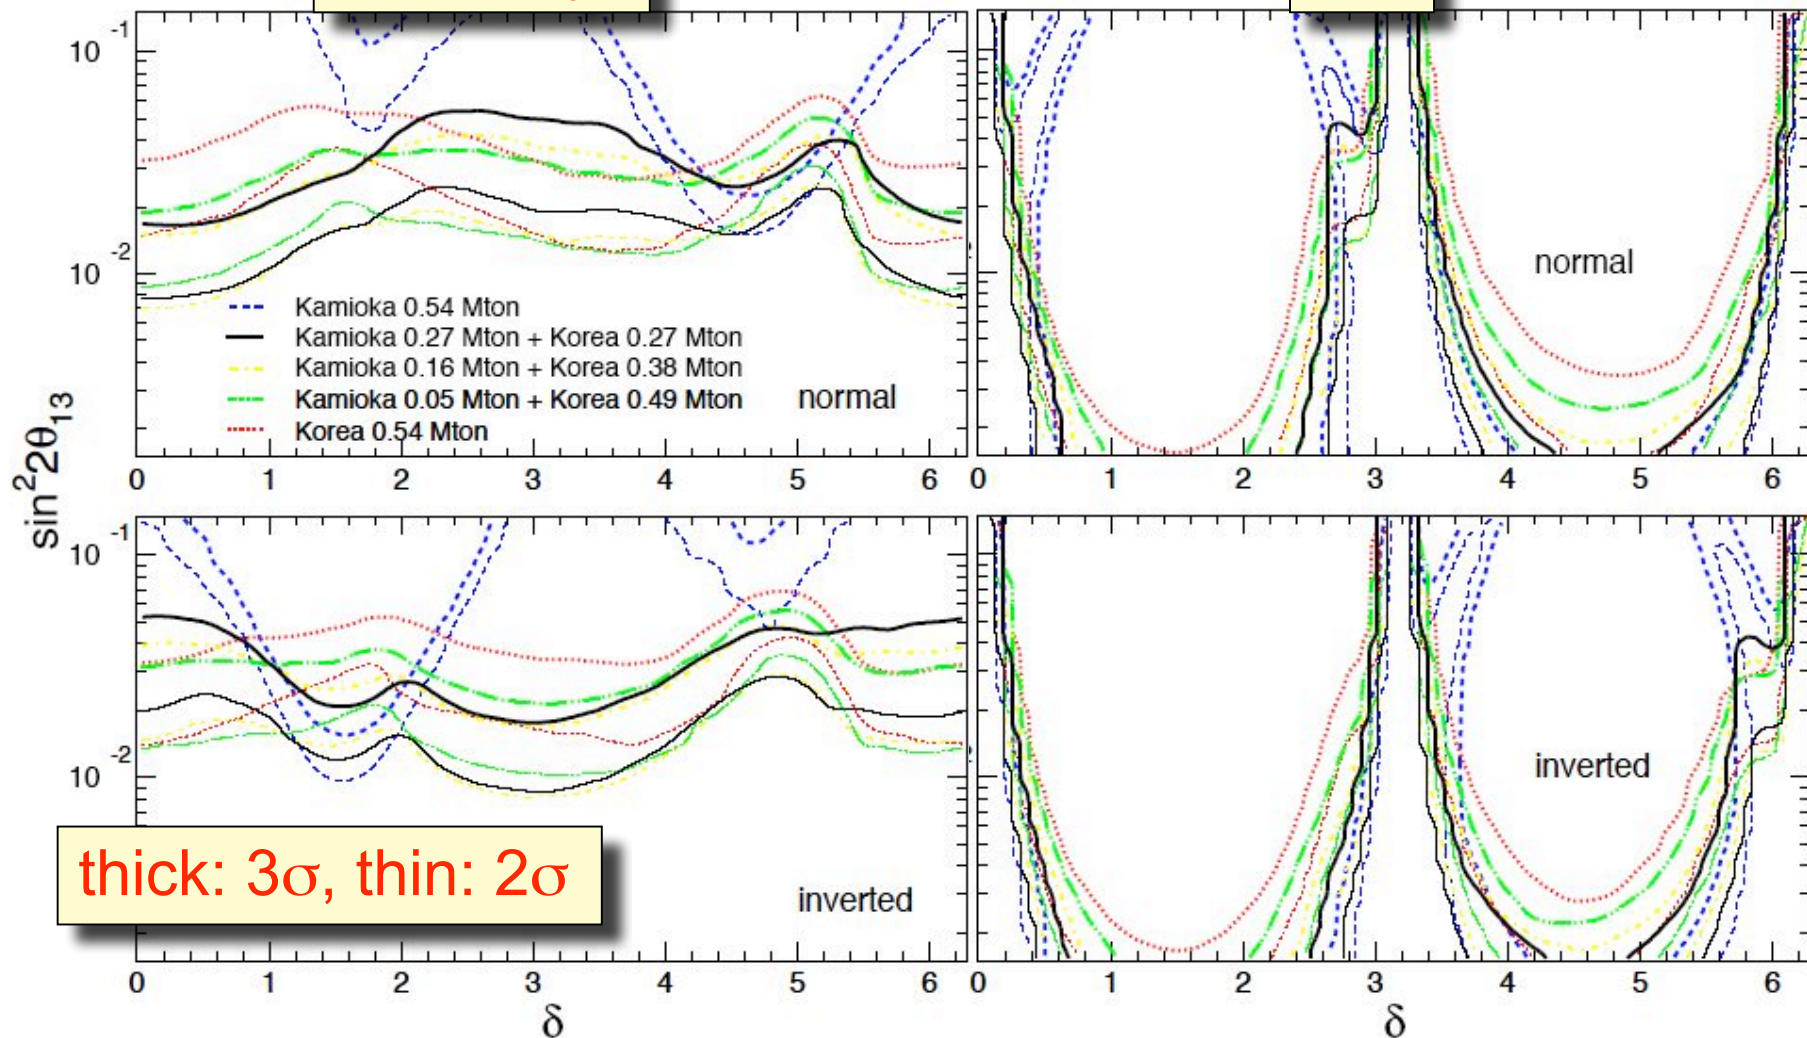 10⁻¹
10⁻²
Kamioka 0.54 Mton
Kamioka 0.27 Mton + Korea 0.27 Mton
Kamioka 0.16 Mton + Korea 0.38 Mton
Kamioka 0.05 Mton + Korea 0.49 Mton
Korea 0.54 Mton
normal
0 1 2 3 4 5 6
normal
0 1 2 3 4 5 6
sin²2θ₁₃
10⁻¹
10⁻²
thick: 3σ, thin: 2σ
inverted
0 1 2 3 4 5 6
δ
inverted
0 1 2 3 4 5 6
δ